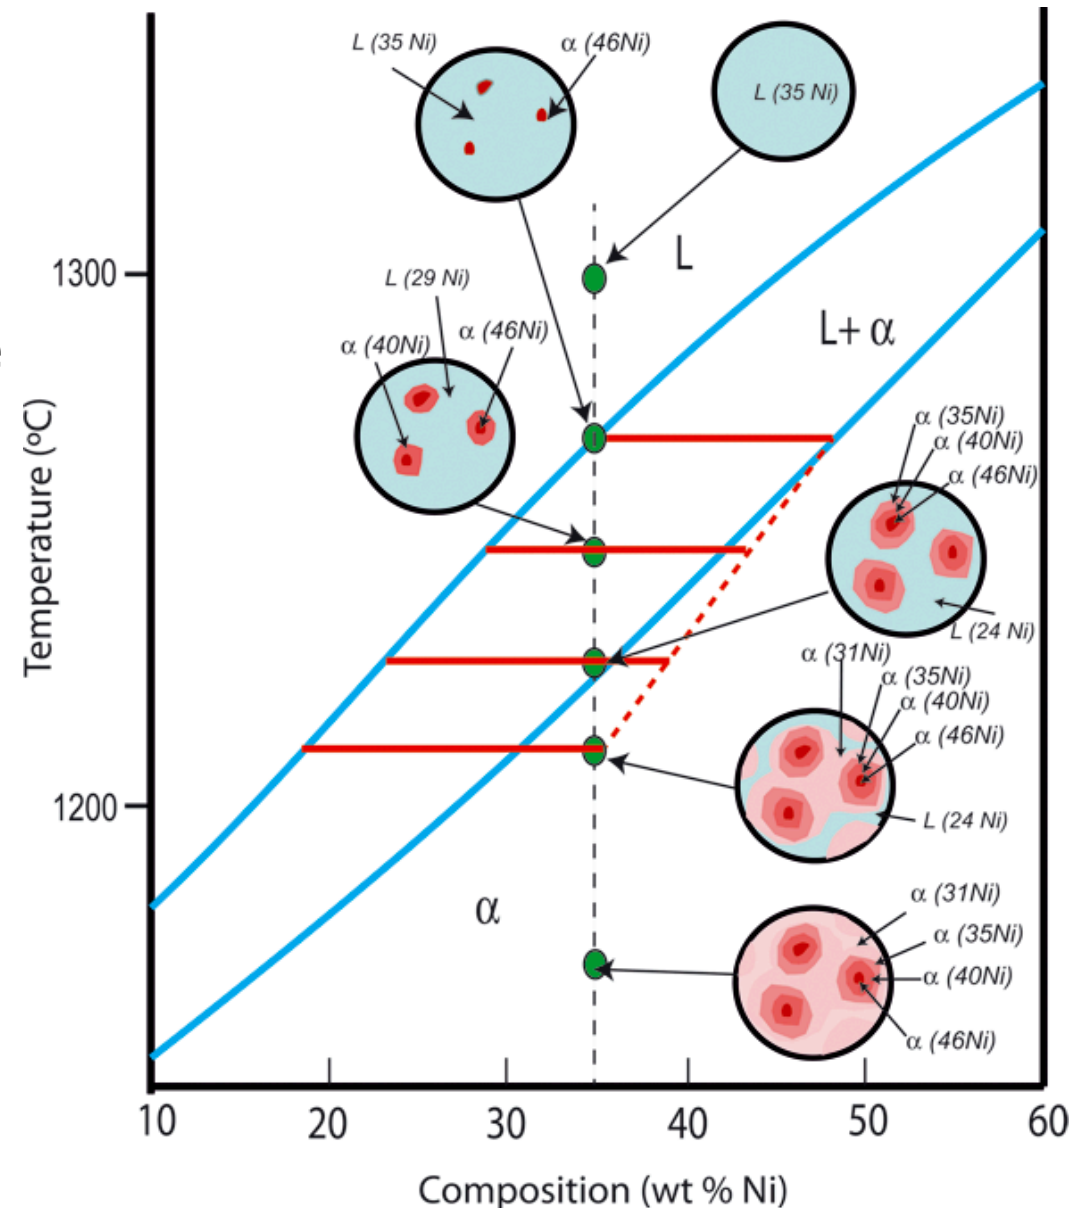 L (35 Ni)
α (46Ni)
L (35 Ni)
L
1300
L (29 Ni)
α (46Ni)
α (40Ni)
L+ α
α (35Ni)
α (40Ni)
α (46Ni)
L (24 Ni)
α (31Ni)
α (35Ni)
α (40Ni)
α (46Ni)
1200
L (24 Ni)
α
α (31Ni)
α (35Ni)
α (40Ni)
α (46Ni)
10
20
30
40
50
60
Composition (wt % Ni)
Temperature (ºC)